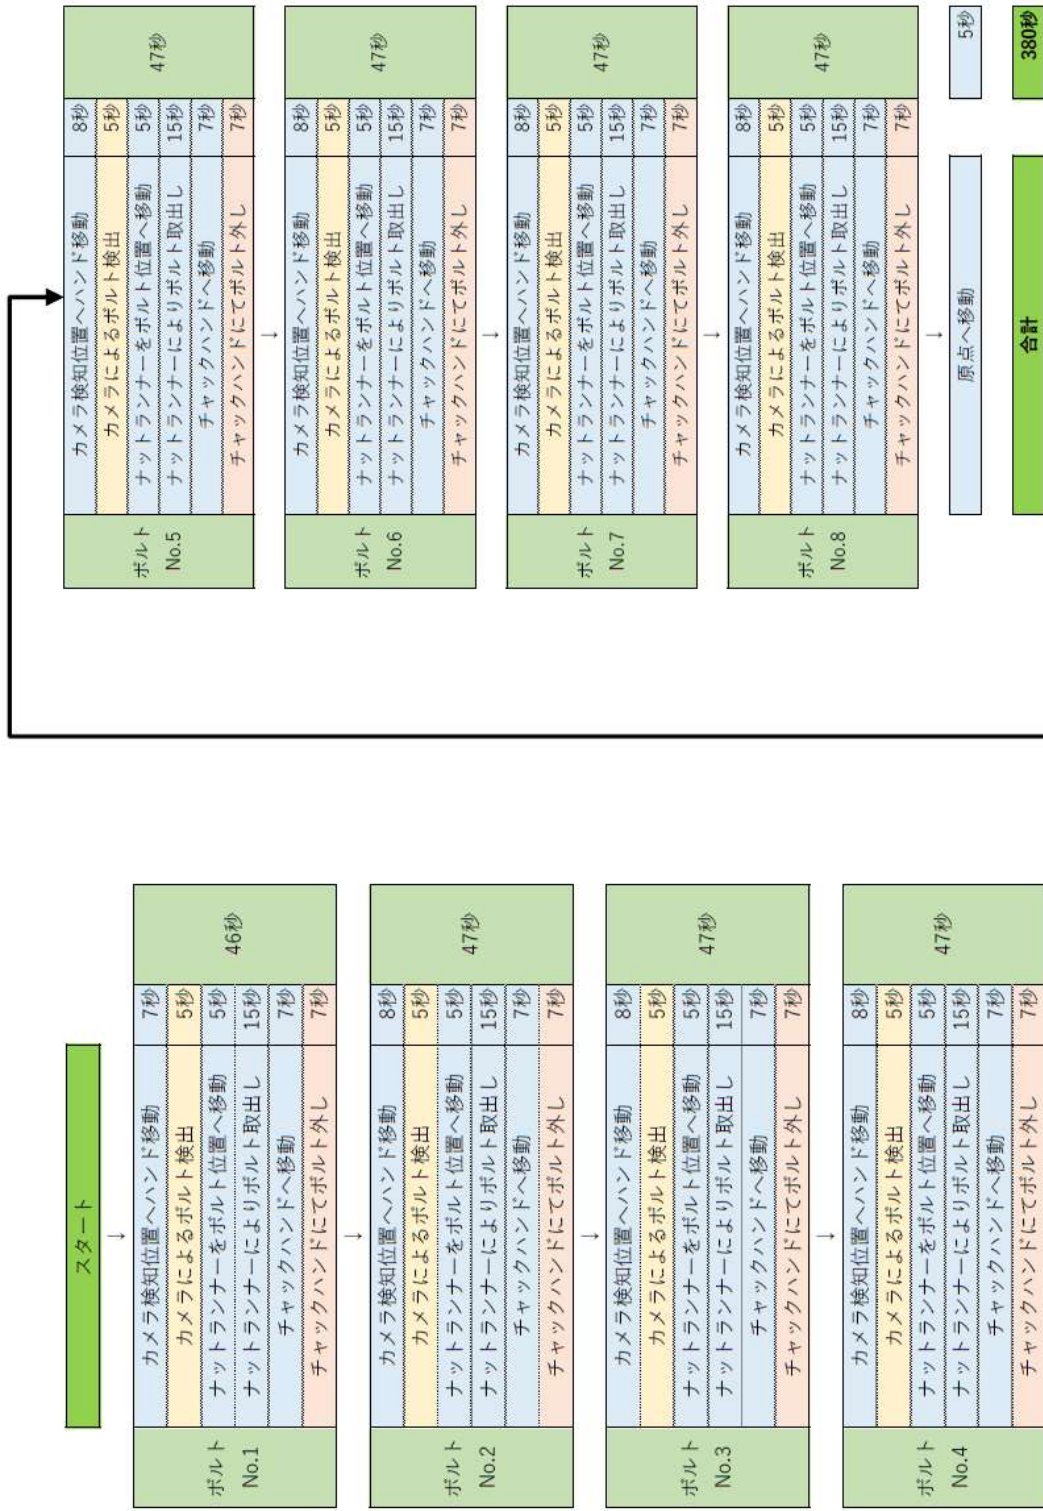 スタート
↓
ボルト
No.1
カメラ検知位置へハンド移動 7秒
カメラによるボルト検出 5秒
ナットランナーをボルト位置へ移動 5秒
ナットランナーによりボルト取出し 15秒
チャックハンドへ移動 7秒
チャックハンドにてボルト外し 7秒
46秒
↓
ボルト
No.2
カメラ検知位置へハンド移動 8秒
カメラによるボルト検出 5秒
ナットランナーをボルト位置へ移動 5秒
ナットランナーによりボルト取出し 15秒
チャックハンドへ移動 7秒
チャックハンドにてボルト外し 7秒
47秒
↓
ボルト
No.3
カメラ検知位置へハンド移動 8秒
カメラによるボルト検出 5秒
ナットランナーをボルト位置へ移動 5秒
ナットランナーによりボルト取出し 15秒
チャックハンドへ移動 7秒
チャックハンドにてボルト外し 7秒
47秒
↓
ボルト
No.4
カメラ検知位置へハンド移動 8秒
カメラによるボルト検出 5秒
ナットランナーをボルト位置へ移動 5秒
ナットランナーによりボルト取出し 15秒
チャックハンドへ移動 7秒
チャックハンドにてボルト外し 7秒
47秒
ボルト
No.5
カメラ検知位置へハンド移動 8秒
カメラによるボルト検出 5秒
ナットランナーをボルト位置へ移動 5秒
ナットランナーによりボルト取出し 15秒
チャックハンドへ移動 7秒
チャックハンドにてボルト外し 7秒
47秒
↓
ボルト
No.6
カメラ検知位置へハンド移動 8秒
カメラによるボルト検出 5秒
ナットランナーをボルト位置へ移動 5秒
ナットランナーによりボルト取出し 15秒
チャックハンドへ移動 7秒
チャックハンドにてボルト外し 7秒
47秒
↓
ボルト
No.7
カメラ検知位置へハンド移動 8秒
カメラによるボルト検出 5秒
ナットランナーをボルト位置へ移動 5秒
ナットランナーによりボルト取出し 15秒
チャックハンドへ移動 7秒
チャックハンドにてボルト外し 7秒
47秒
↓
ボルト
No.8
カメラ検知位置へハンド移動 8秒
カメラによるボルト検出 5秒
ナットランナーをボルト位置へ移動 5秒
ナットランナーによりボルト取出し 15秒
チャックハンドへ移動 7秒
チャックハンドにてボルト外し 7秒
47秒
↓
原点へ移動 5秒
合計 380秒